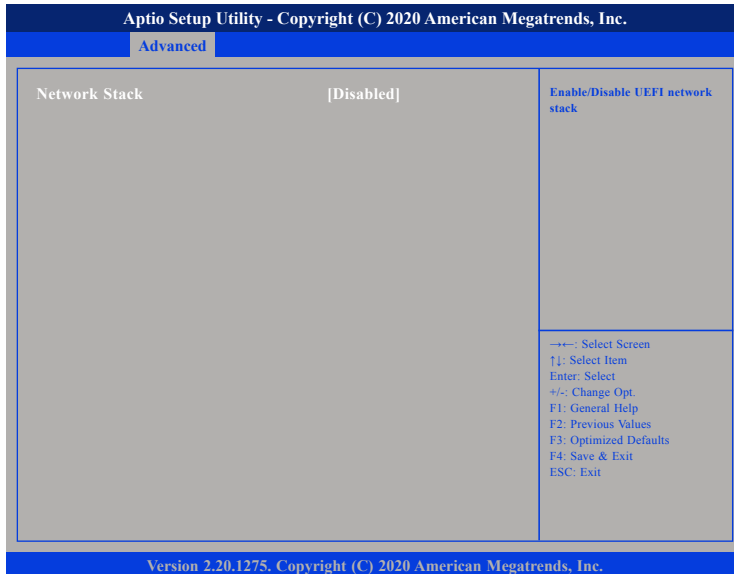 Aptio Setup Utility - Copyright (C) 2020 American Megatrends, Inc.
Advanced
Network Stack [Disabled]
Enable/Disable UEFI network
stack
→←: Select Screen
↑↓: Select Item
Enter: Select
+/-: Change Opt.
F1: General Help
F2: Previous Values
F3: Optimized Defaults
F4: Save & Exit
ESC: Exit
Version 2.20.1275. Copyright (C) 2020 American Megatrends, Inc.